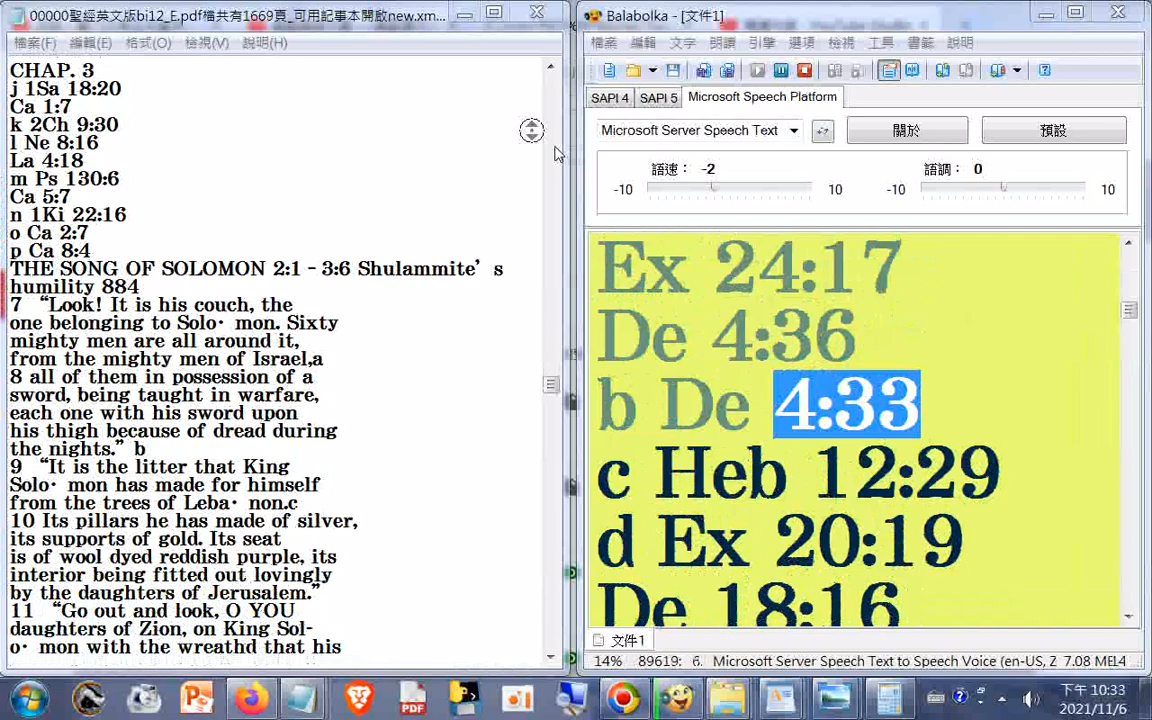 00000聖經英文版bi12_E.pdf檔共有1669頁_可用記事本開啟new.xm...
檔案(F) 編輯(E) 格式(O) 檢視(V) 說明(H)
CHAP. 3
j 1Sa 18:20
Ca 1:7
k 2Ch 9:30
l Ne 8:16
La 4:18
m Ps 130:6
Ca 5:7
n 1Ki 22:16
o Ca 2:7
p Ca 8:4
THE SONG OF SOLOMON 2:1 – 3:6 Shulammite’s
humility 884
7 “Look! It is his couch, the
one belonging to Solo·mon. Sixty
mighty men are all around it,
from the mighty men of Israel,a
8 all of them in possession of a
sword, being taught in warfare,
each one with his sword upon
his thigh because of dread during
the nights.” b
9 “It is the litter that King
Solo·mon has made for himself
from the trees of Leba·non.c
10 Its pillars he has made of silver,
its supports of gold. Its seat
is of wool dyed reddish purple, its
interior being fitted out lovingly
by the daughters of Jerusalem.”
11 “Go out and look, O YOU
daughters of Zion, on King Sol-
o·mon with the wreathd that his
Balabolka - [文件1]
檔案 編輯 文字 朗讀 引擎 選項 檢視 工具 書籤 說明
SAPI 4 SAPI 5 Microsoft Speech Platform
Microsoft Server Speech Text 關於 預設
語速： -2 語調： 0
-10 10 -10 10
Ex 24:17
De 4:36
b De 4:33
c Heb 12:29
d Ex 20:19
De 18:16
文件1
14% 89619: 6. Microsoft Server Speech Text to Speech Voice (en-US, Z 7.08 ME L4
下午 10:33
2021/11/6